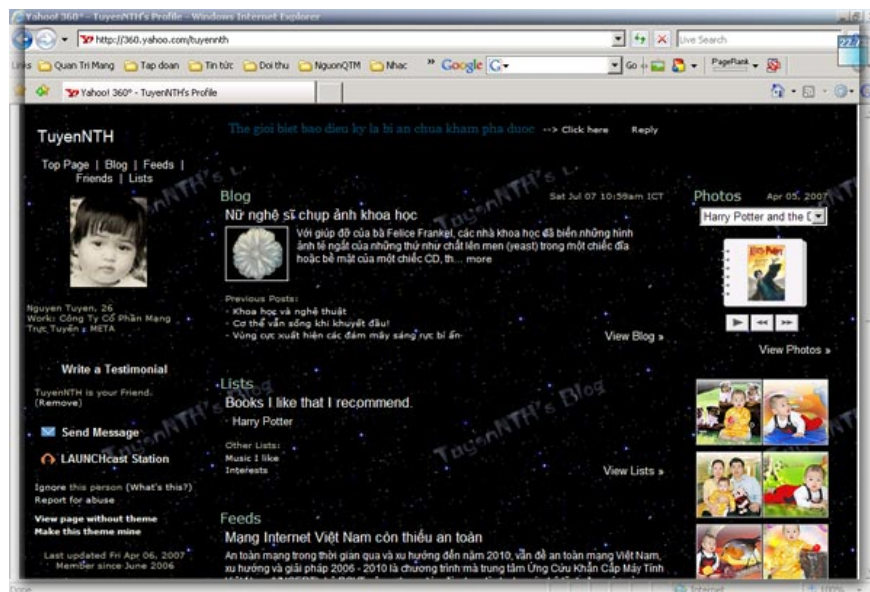 Yahoo! 360° - TuyenNTH's Profile - Windows Internet Explorer
http://360.yahoo.com/tuyennth
Live Search
Links Quan Tri Mang Tap doan Tin tức Doi thu NguonQTM Nhac » Google G Go PageRank
Yahoo! 360° - TuyenNTH's Profile
TuyenNTH
The gioi biet bao dieu ky la bi an chua kham pha duoc --> Click here Reply
Top Page | Blog | Feeds |
Friends | Lists
Nguyen Tuyen, 26
Work: Công Ty Cổ Phần Mạng
Trực Tuyến META
Write a Testimonial
TuyenNTH is your Friend.
(Remove)
Send Message
LAUNCHcast Station
Ignore this person (What's this?)
Report for abuse
View page without theme
Make this theme mine
Last updated Fri Apr 06, 2007
Member since June 2006
Blog Sat Jul 07 10:59am ICT
Nữ nghệ sĩ chụp ảnh khoa học
Với giúp đỡ của bà Felice Frankel, các nhà khoa học đã biến những hình
ảnh tẻ ngắt của những thứ như chất lên men (yeast) trong một chiếc đĩa
hoặc bề mặt của một chiếc CD, th... more
Previous Posts:
- Khoa học và nghệ thuật
- Cơ thể vẫn sống khi khuyết đầu!
- Vùng cực xuất hiện các đám mây sáng rực bí ẩn
View Blog »
Lists
Books I like that I recommend.
- Harry Potter
Other Lists:
Music I like
Interests
View Lists »
Feeds
Mạng Internet Việt Nam còn thiếu an toàn
An toàn mạng trong thời gian qua và xu hướng đến năm 2010, vấn đề an toàn mạng Việt Nam,
xu hướng và giải pháp 2006 - 2010 là chương trình mà trung tâm Ứng Cứu Khẩn Cấp Máy Tính
Photos Apr 05, 2007
Harry Potter and the D
View Photos »
TuyenNTH's Blog
Done
Internet
100%